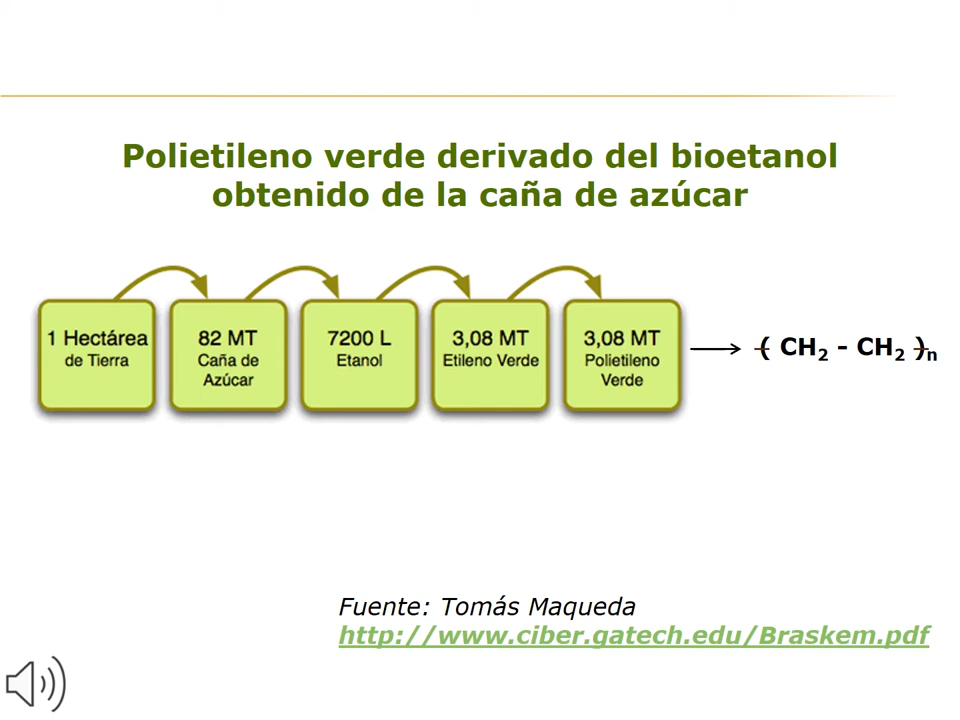 Polietileno verde derivado del bioetanol
obtenido de la caña de azúcar
1 Hectárea
de Tierra
82 MT
Caña de
Azúcar
7200 L
Etanol
3,08 MT
Etileno Verde
3,08 MT
Polietileno
Verde
( CH₂ - CH₂ )ₙ
Fuente: Tomás Maqueda
http://www.ciber.gatech.edu/Braskem.pdf